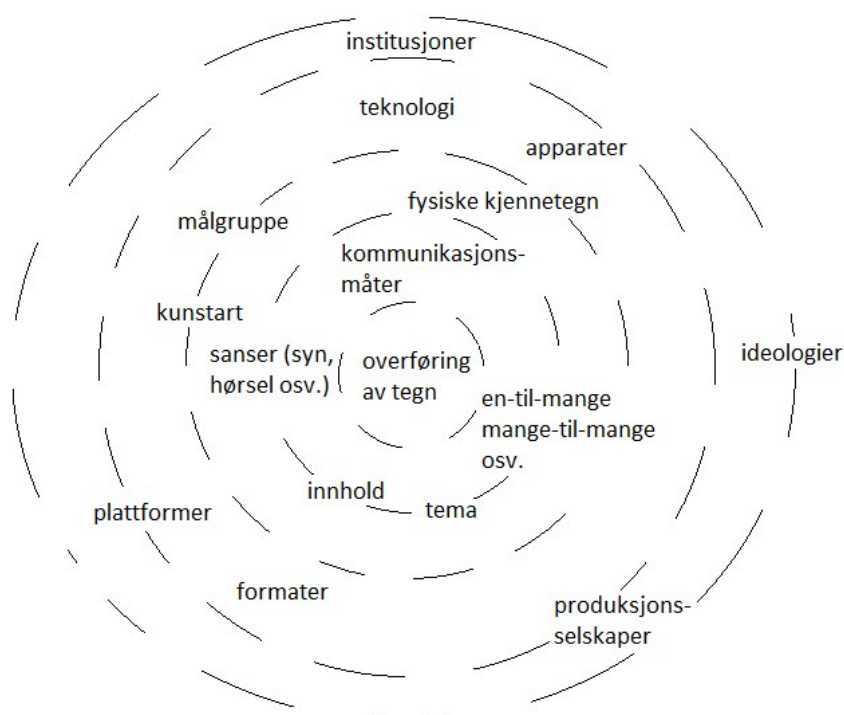 institusjoner
teknologi
apparater
fysiske kjennetegn
målgruppe
kommunikasjons-
måter
kunstart
sanser (syn,
hørsel osv.)
overføring
av tegn
ideologier
en-til-mange
mange-til-mange
osv.
innhold
tema
plattformer
formater
produksjons-
selskaper